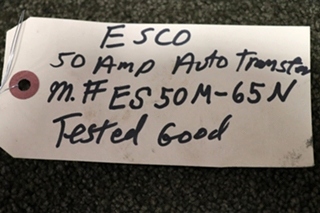 ESCO
50 Amp Auto Transfer
M.# ES50M-65N
Tested Good